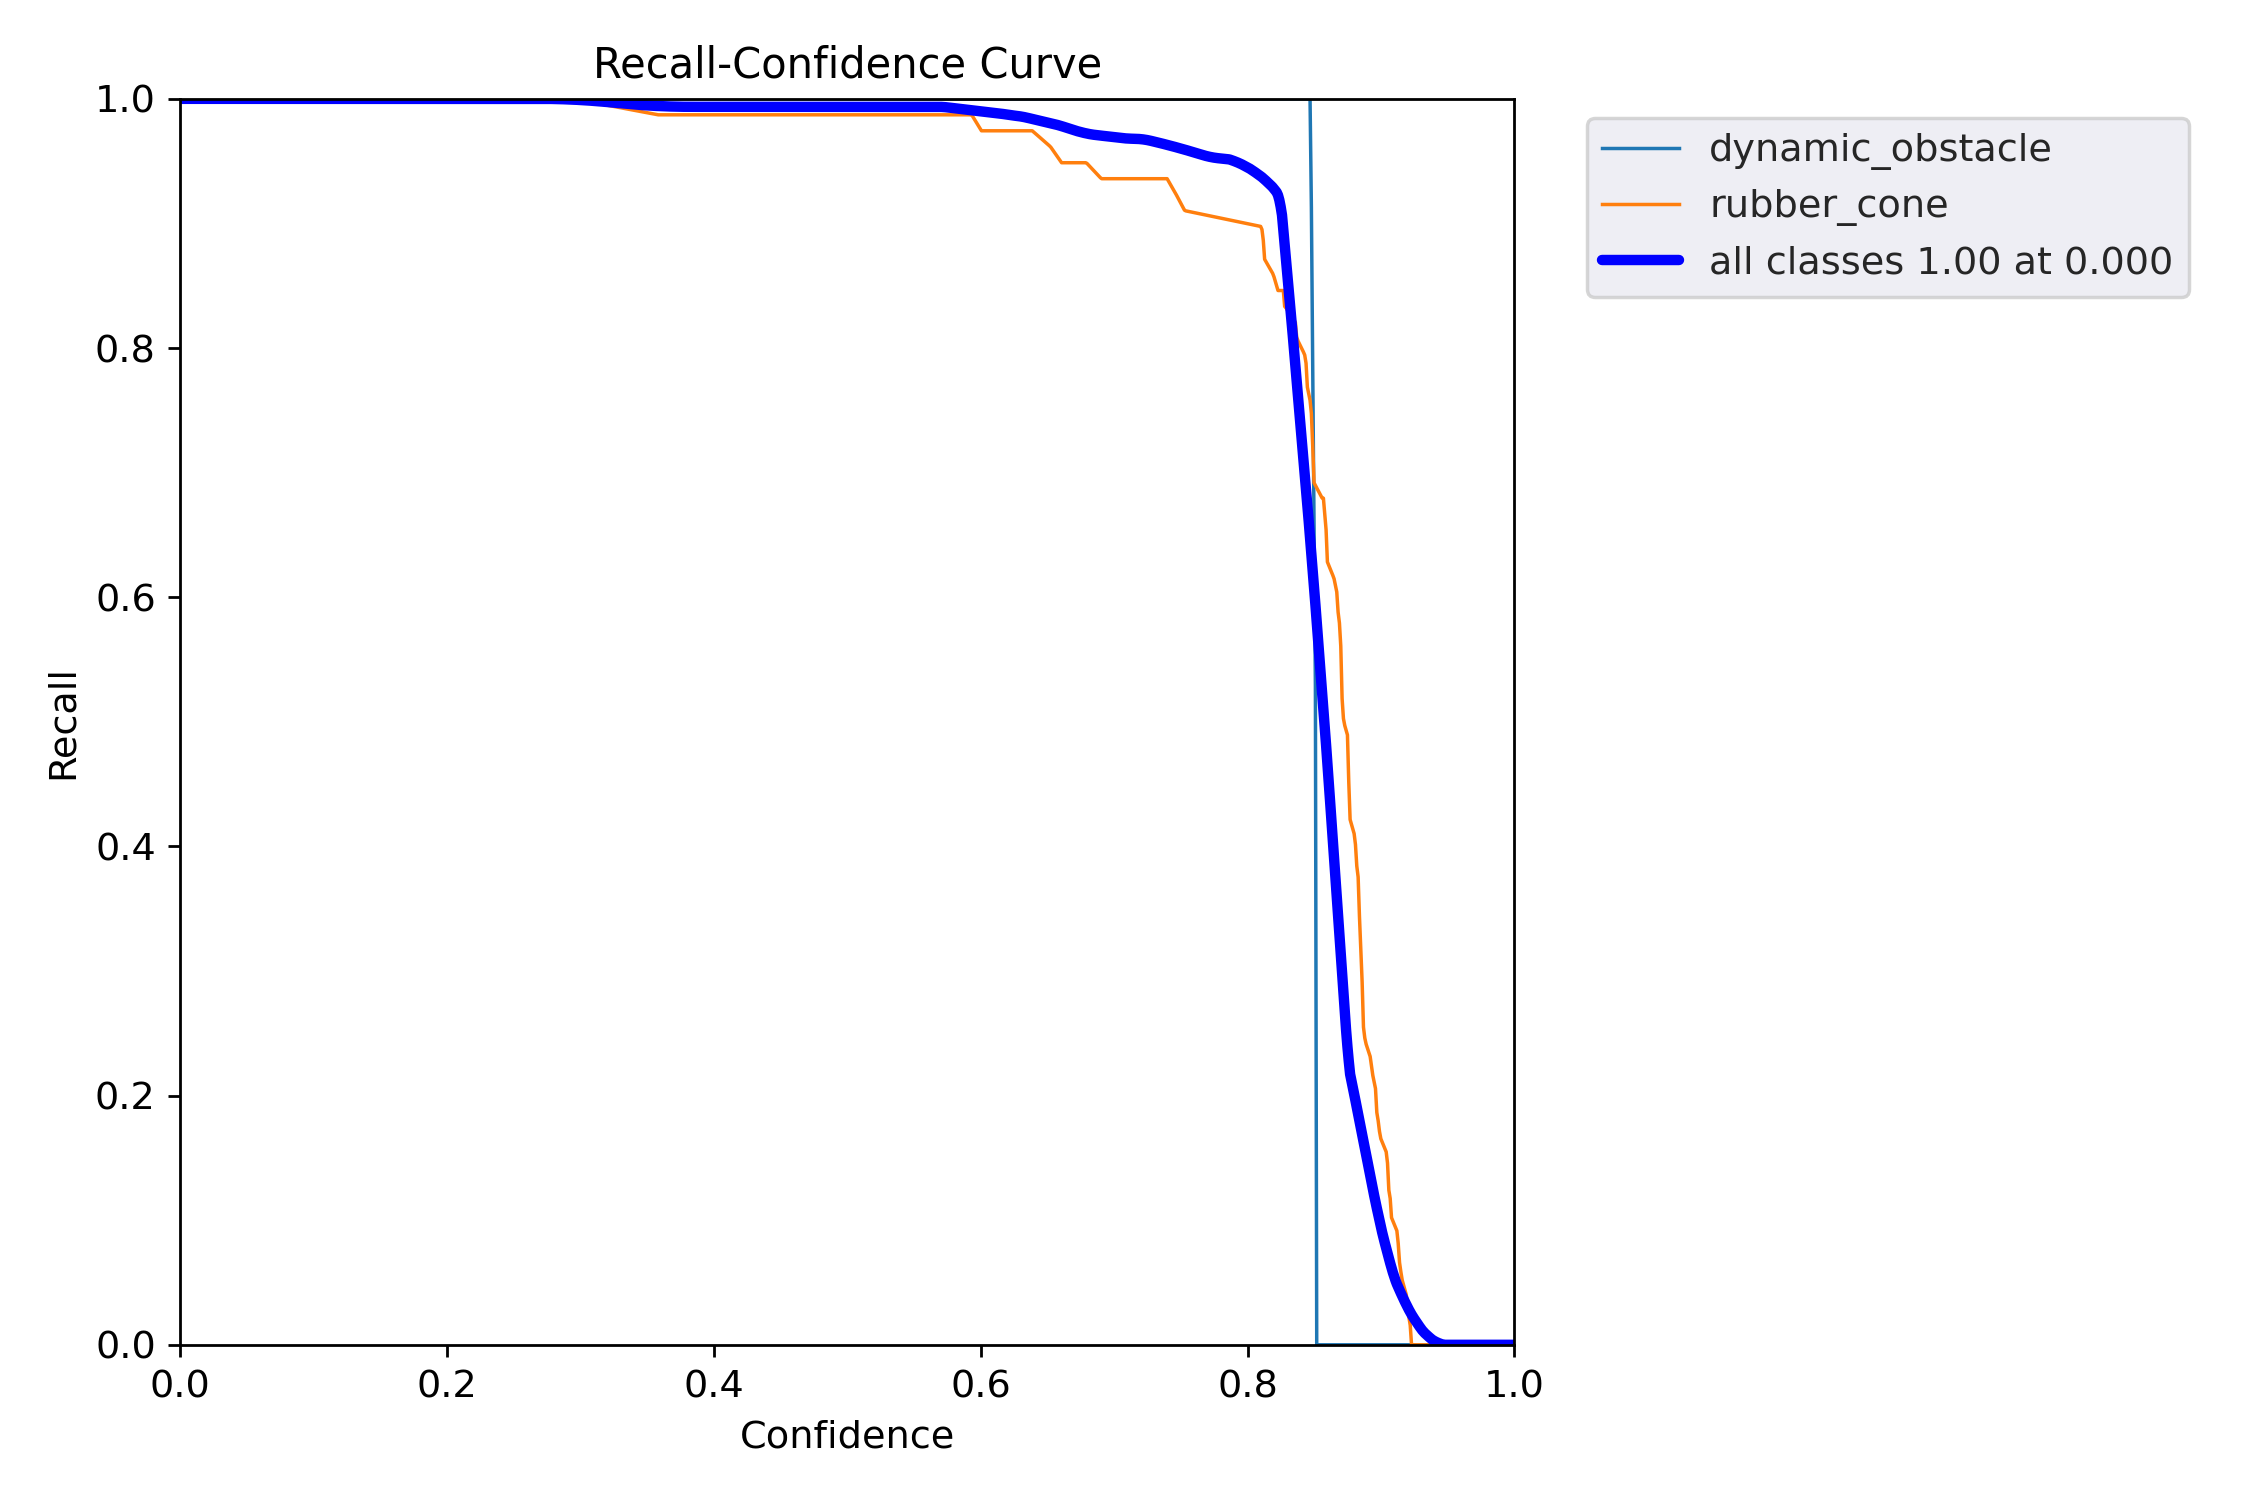 Recall-Confidence Curve
1.0
0.8
0.6
0.4
0.2
0.0
Recall
0.0 0.2 0.4 0.6 0.8 1.0
Confidence
dynamic_obstacle
rubber_cone
all classes 1.00 at 0.000